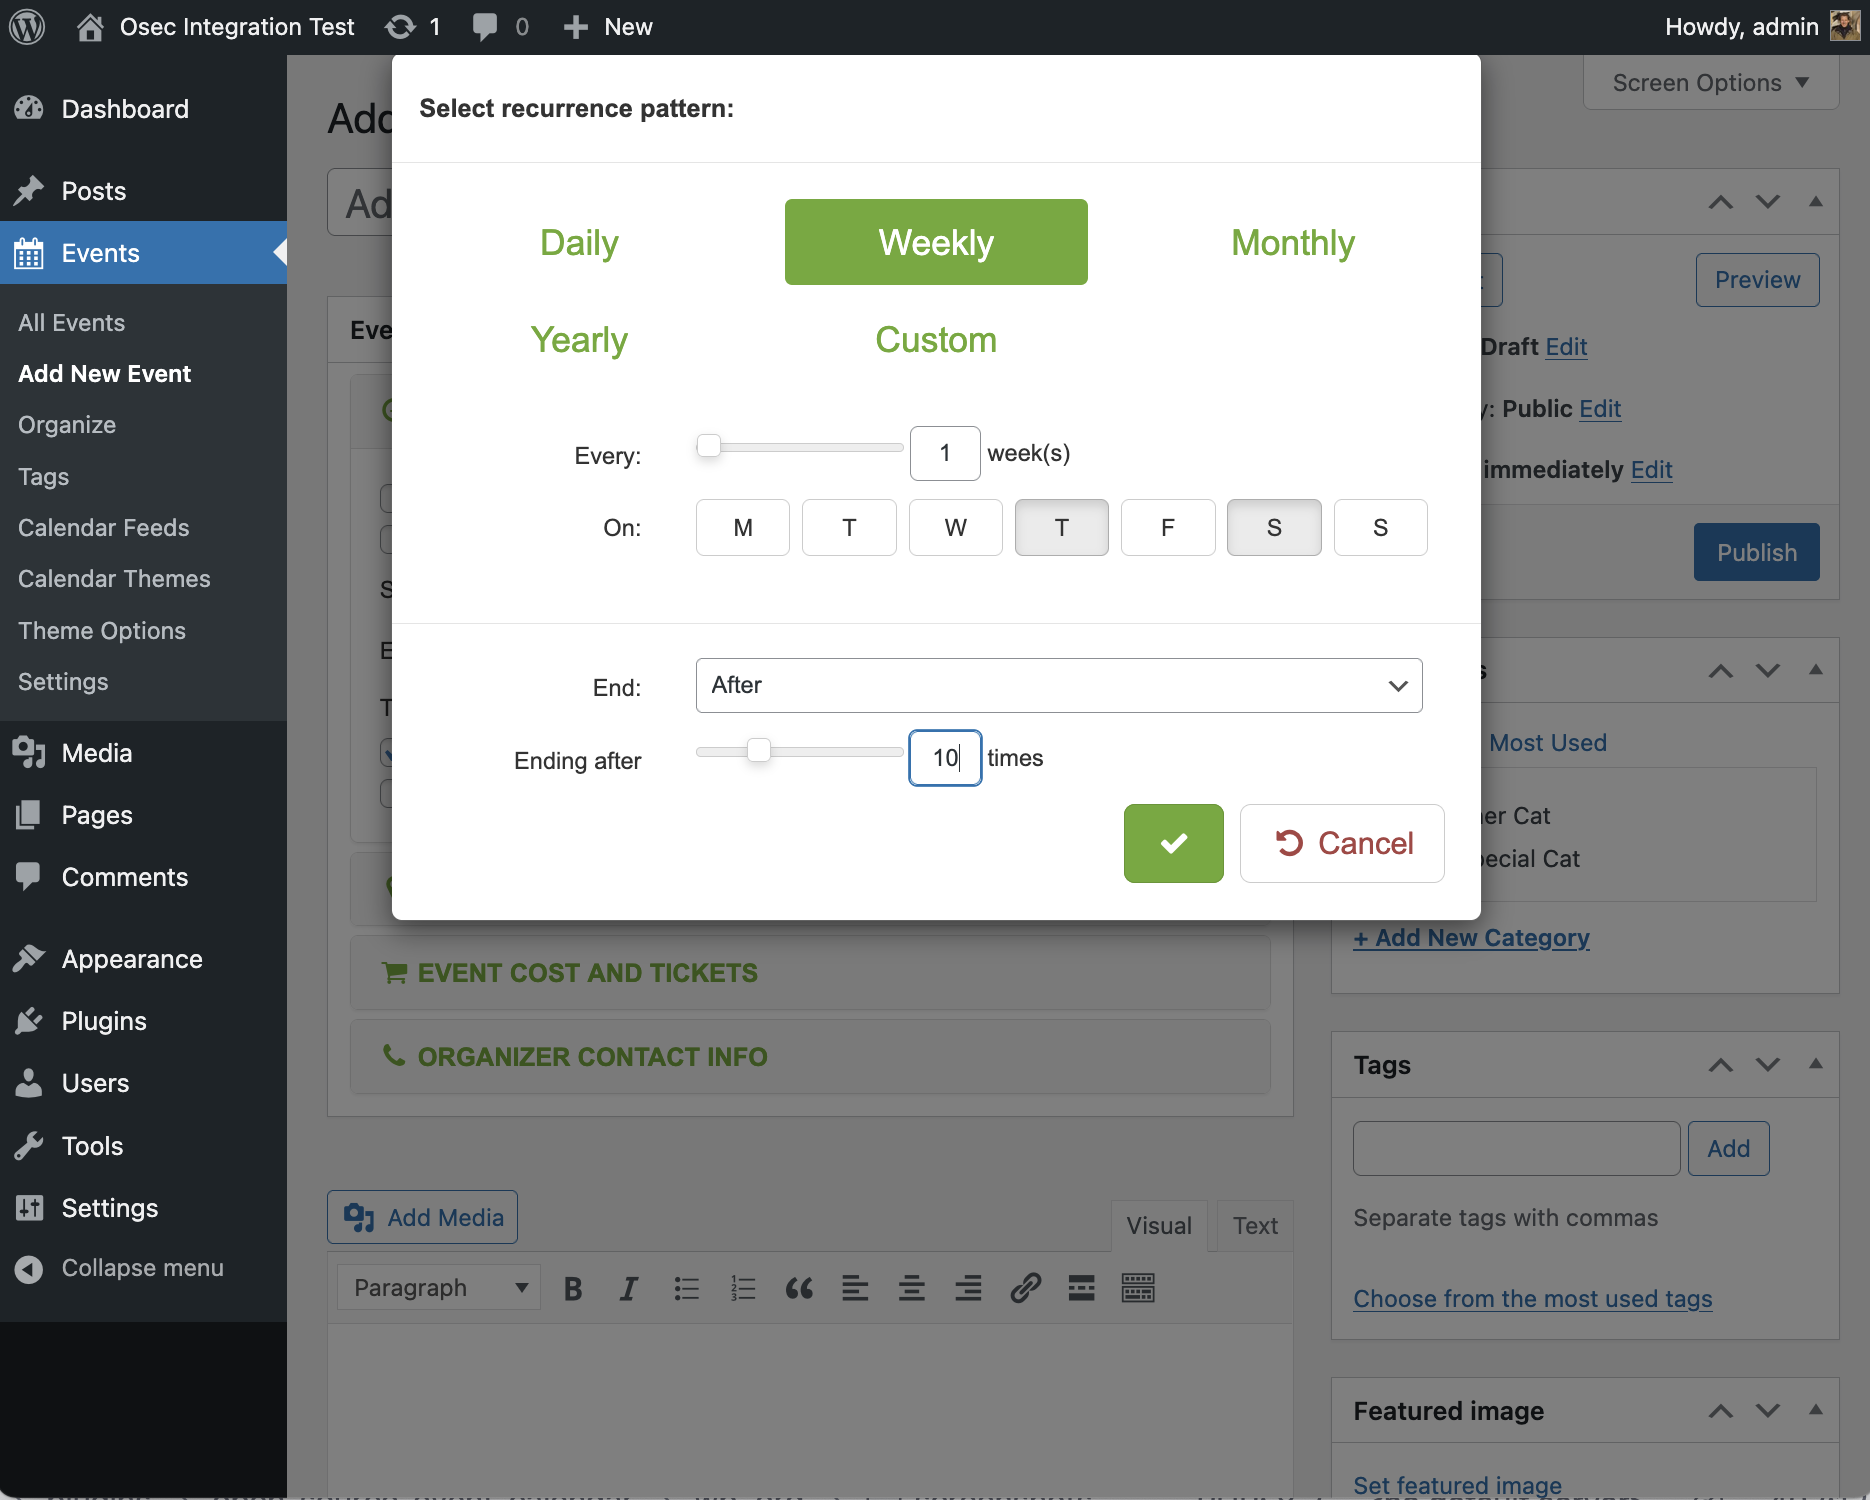 Osec Integration Test 1 0 New Howdy, admin
Screen Options
Dashboard
Posts
Events
All Events
Add New Event
Organize
Tags
Calendar Feeds
Calendar Themes
Theme Options
Settings
Media
Pages
Comments
Appearance
Plugins
Users
Tools
Settings
Collapse menu
Select recurrence pattern:
Daily Weekly Monthly
Yearly Custom
Every: 1 week(s)
On: M T W T F S S
End: After
Ending after 10 times
Cancel
EVENT COST AND TICKETS
ORGANIZER CONTACT INFO
Add Media
Visual Text
Paragraph
Preview
Draft Edit
Public Edit
immediately Edit
Publish
Most Used
Cat
Cat
+ Add New Category
Tags
Add
Separate tags with commas
Choose from the most used tags
Featured image
Set featured image